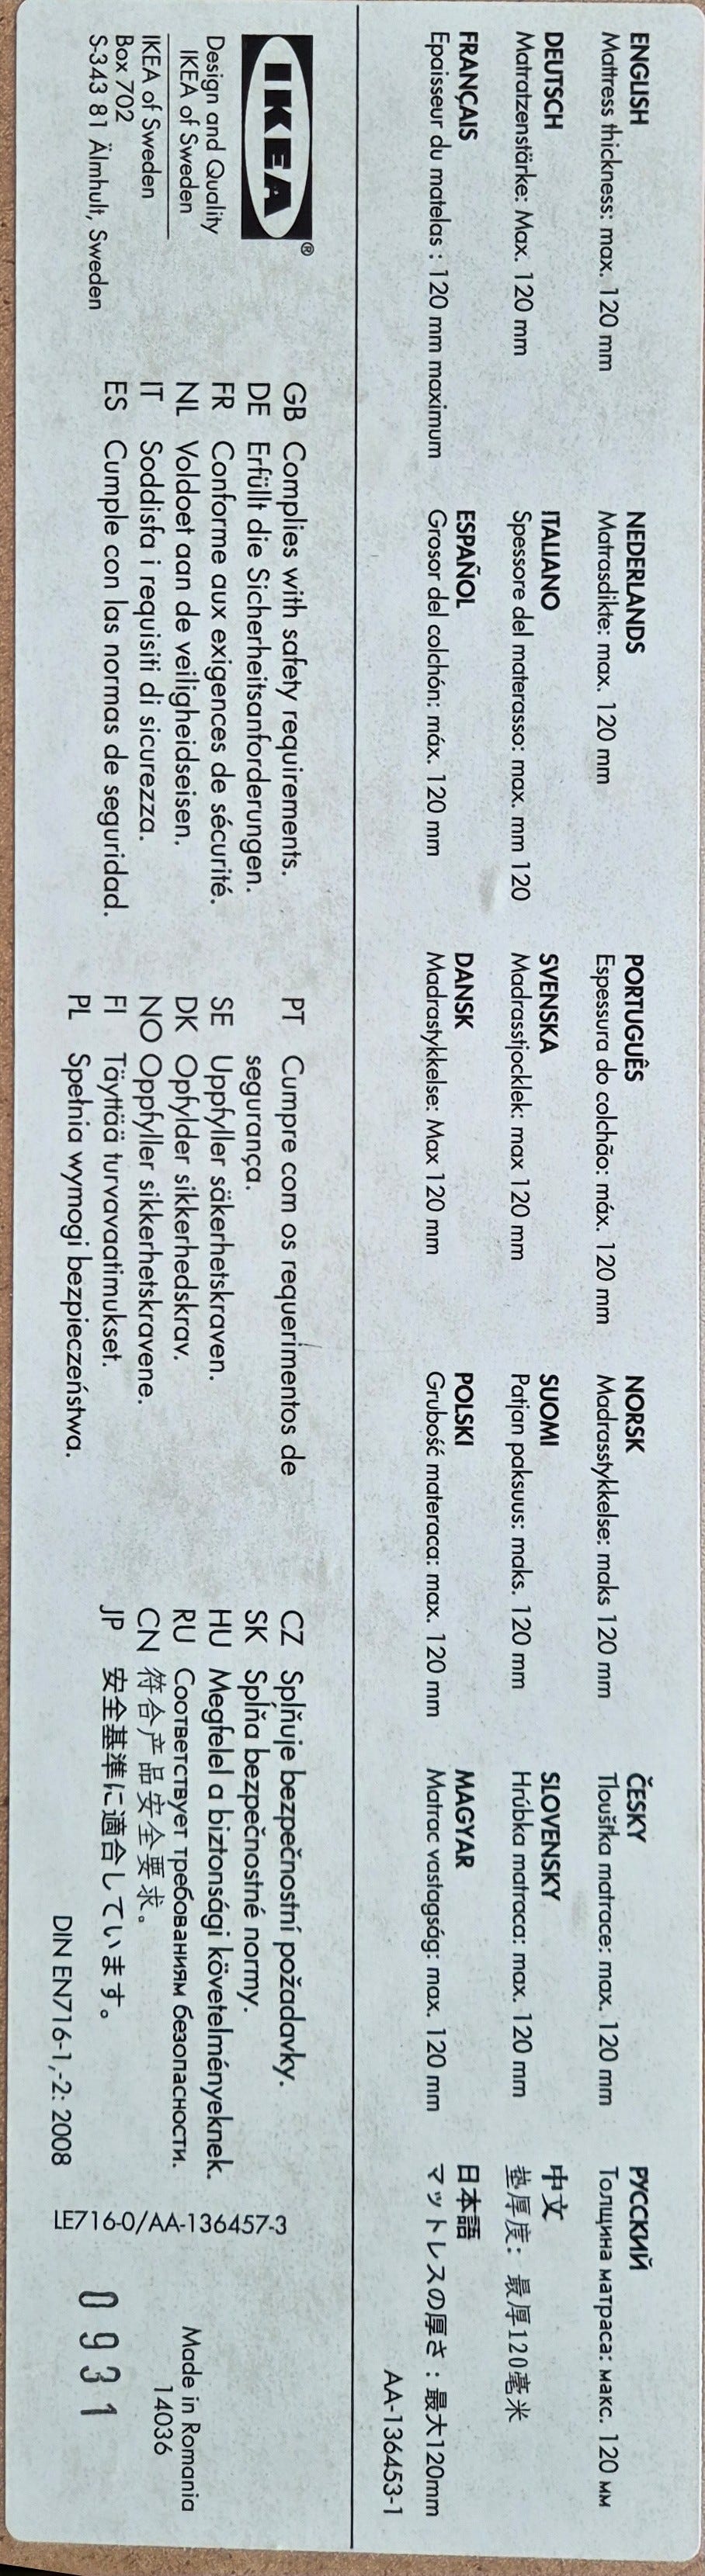 ENGLISH
Mattress thickness: max. 120 mm
DEUTSCH
Matratzenstärke: Max. 120 mm
FRANÇAIS
Epaisseur du matelas : 120 mm maximum
NEDERLANDS
Matrasdikte: max. 120 mm
ITALIANO
Spessore del materasso: max. mm 120
ESPAÑOL
Grosor del colchón: máx. 120 mm
PORTUGUÊS
Espessura do colchão: máx. 120 mm
SVENSKA
Madrasstjocklek: max 120 mm
DANSK
Madrastykkelse: Max 120 mm
NORSK
Madrasstykkelse: maks 120 mm
SUOMI
Patjan paksuus: maks. 120 mm
POLSKI
Grubość materaca: max. 120 mm
ČESKY
Tloušťka matrace: max. 120 mm
SLOVENSKY
Hrúbka matraca: max. 120 mm
MAGYAR
Matrac vastagság: max. 120 mm
РУССКИЙ
Толщина матраса: макс. 120 мм
中文
垫厚度: 最厚120毫米
日本語
マットレスの厚さ：最大120mm
AA-136453-1
IKEA®
Design and Quality
IKEA of Sweden
IKEA of Sweden
Box 702
S-343 81 Älmhult, Sweden
GB Complies with safety requirements.
DE Erfüllt die Sicherheitsanforderungen.
FR Conforme aux exigences de sécurité.
NL Voldoet aan de veiligheidseisen.
IT Soddisfa i requisiti di sicurezza.
ES Cumple con las normas de seguridad.
PT Cumpre com os requerimentos de
segurança.
SE Uppfyller säkerhetskraven.
DK Opfylder sikkerhedskrav.
NO Oppfyller sikkerhetskravene.
FI Täyttää turvavaatimukset.
PL Spełnia wymogi bezpieczeństwa.
CZ Splňuje bezpečnostní požadavky.
SK Spĺňa bezpečnostné normy.
HU Megfelel a biztonsági követelményeknek.
RU Соответствует требованиям безопасности.
CN 符合产品安全要求。
JP 安全基準に適合しています。
DIN EN716-1,-2: 2008
LE716-0/AA-136457-3
Made in Romania
14036
0931